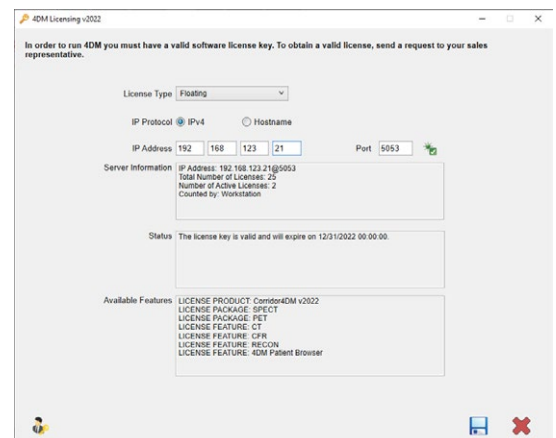 4DM Licensing v2022
In order to run 4DM you must have a valid software license key. To obtain a valid license, send a request to your sales
representative.
License Type Floating
IP Protocol IPv4 Hostname
IP Address 192 168 123 21 Port 5053
Server Information IP Address: 192.168.123.21@5053
Total Number of Licenses: 25
Number of Active Licenses: 2
Counted by: Workstation
Status The license key is valid and will expire on 12/31/2022 00:00:00.
Available Features LICENSE PRODUCT: Corridor4DM v2022
LICENSE PACKAGE: SPECT
LICENSE PACKAGE: PET
LICENSE FEATURE: CT
LICENSE FEATURE: CFR
LICENSE FEATURE: RECON
LICENSE FEATURE: 4DM Patient Browser